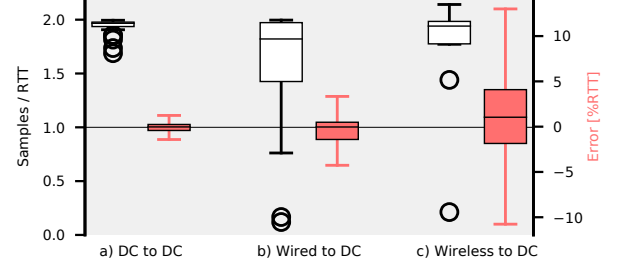 2.0
1.5
1.0
0.5
0.0
Samples / RTT
10
5
0
−5
−10
Error [%RTT]
a) DC to DC
b) Wired to DC
c) Wireless to DC